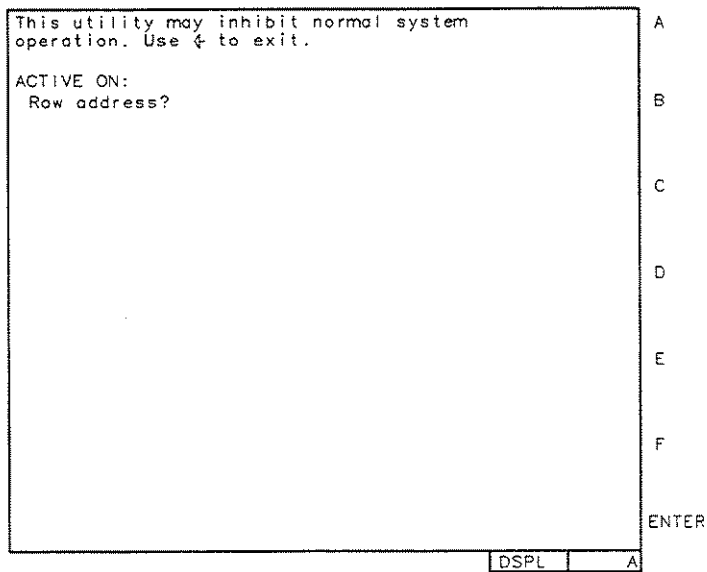 This utility may inhibit normal system
operation. Use ⎆ to exit.
ACTIVE ON:
Row address?
A
B
C
D
E
F
ENTER
DSPL A